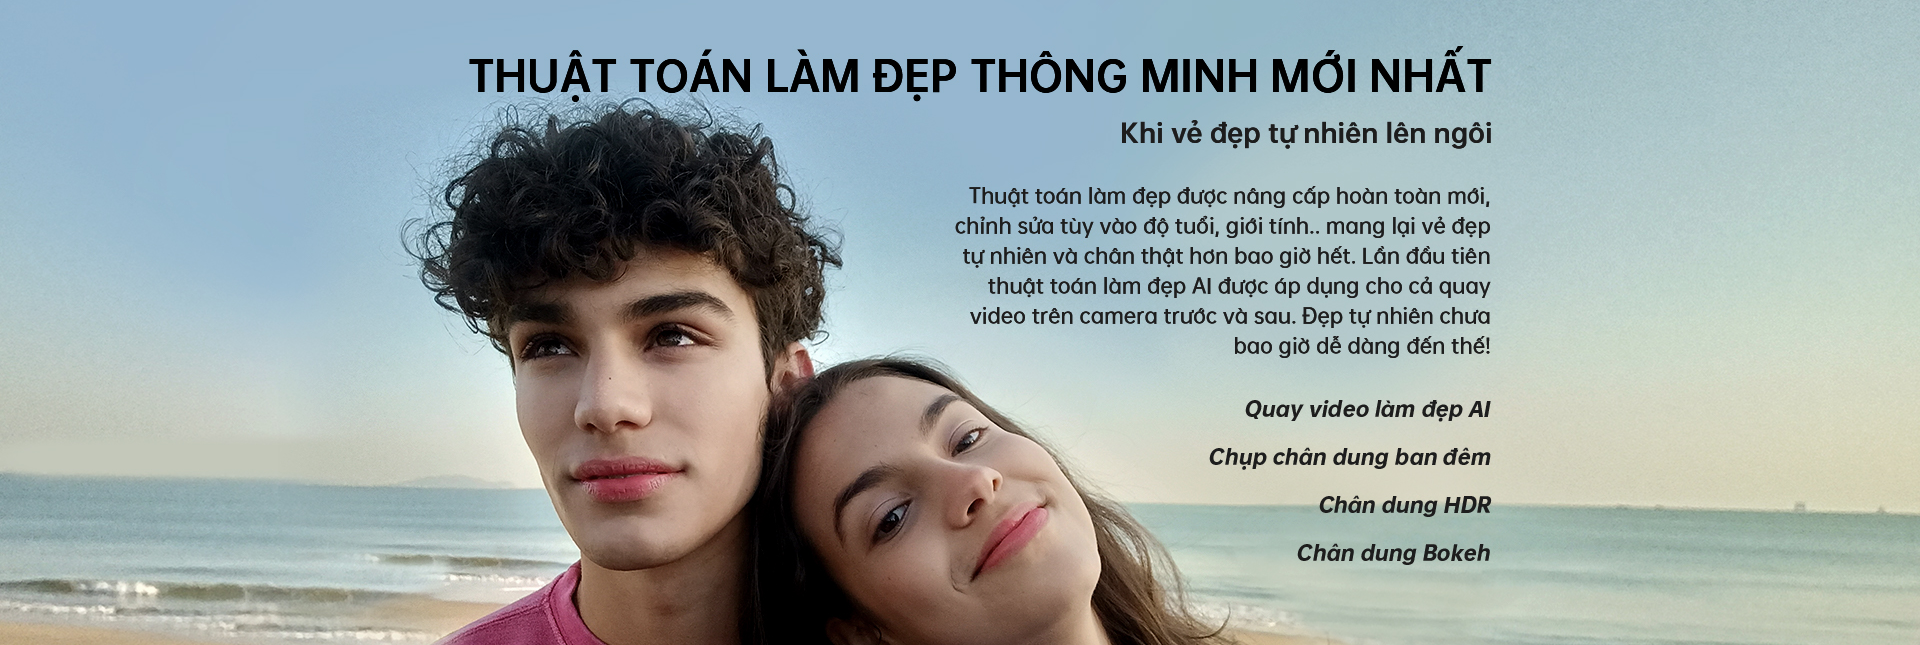 THUẬT TOÁN LÀM ĐẸP THÔNG MINH MỚI NHẤT
Khi vẻ đẹp tự nhiên lên ngôi
Thuật toán làm đẹp được nâng cấp hoàn toàn mới,
chỉnh sửa tùy vào độ tuổi, giới tính.. mang lại vẻ đẹp
tự nhiên và chân thật hơn bao giờ hết. Lần đầu tiên
thuật toán làm đẹp AI được áp dụng cho cả quay
video trên camera trước và sau. Đẹp tự nhiên chưa
bao giờ dễ dàng đến thế!
Quay video làm đẹp AI
Chụp chân dung ban đêm
Chân dung HDR
Chân dung Bokeh